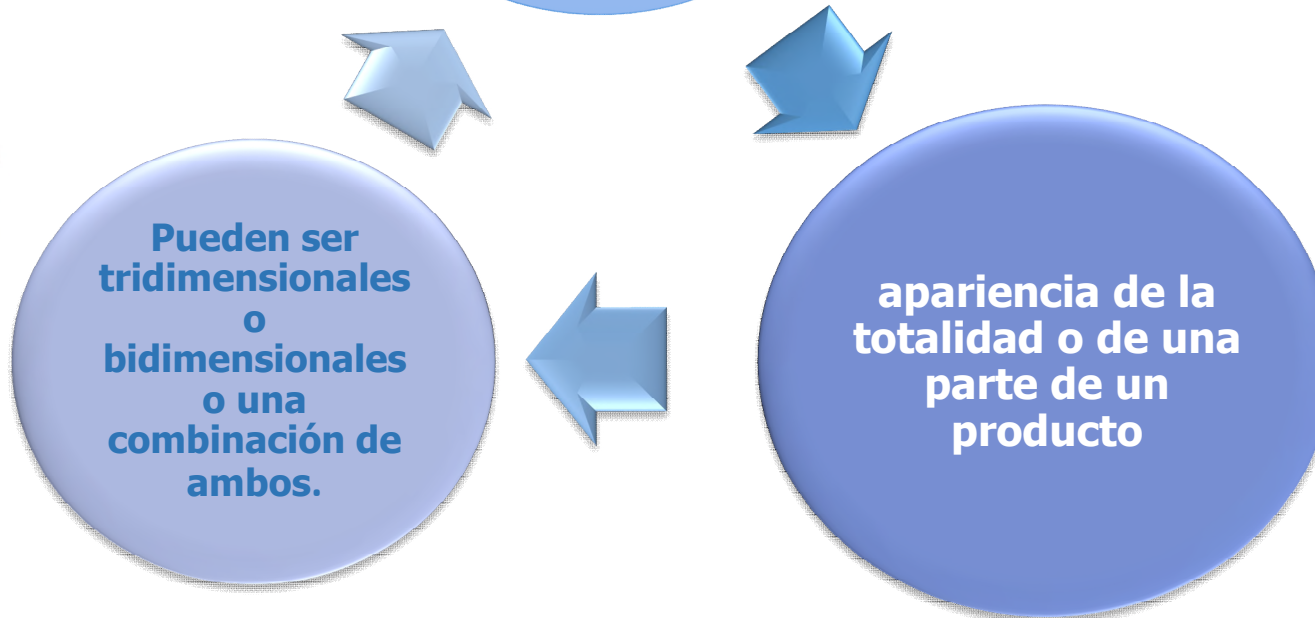 Pueden ser
tridimensionales
o
bidimensionales
o una
combinación de
ambos.
apariencia de la
totalidad o de una
parte de un
producto